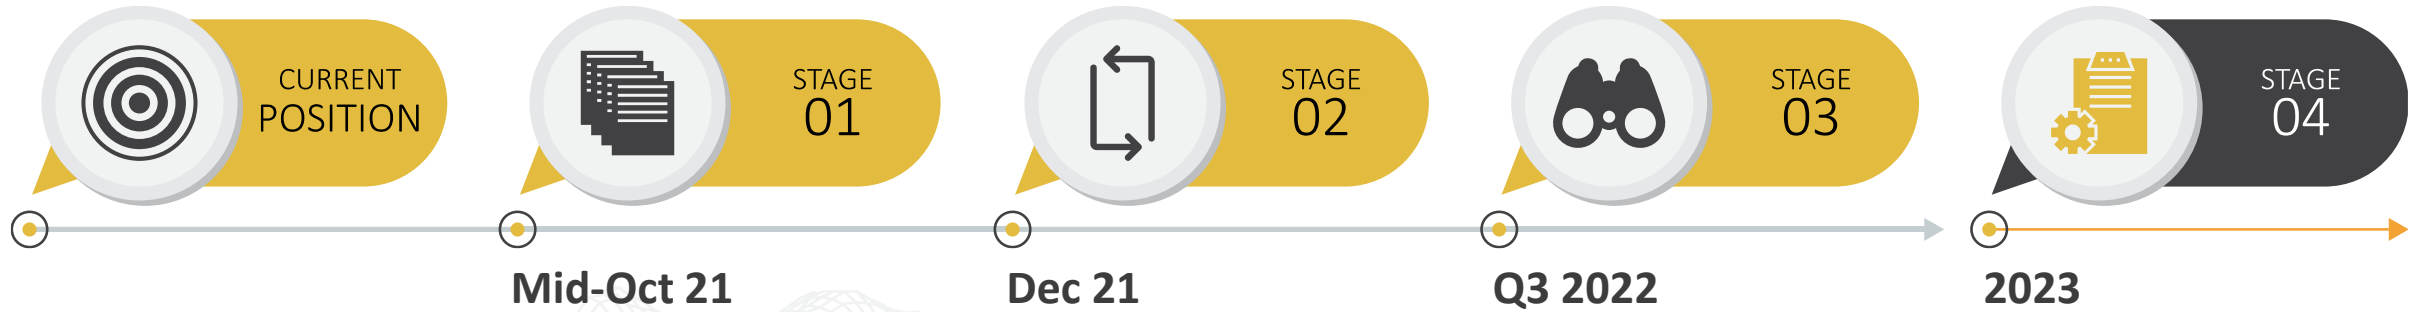 CURRENT
POSITION
STAGE
01
STAGE
02
STAGE
03
STAGE
04
Mid-Oct 21
Dec 21
Q3 2022
2023